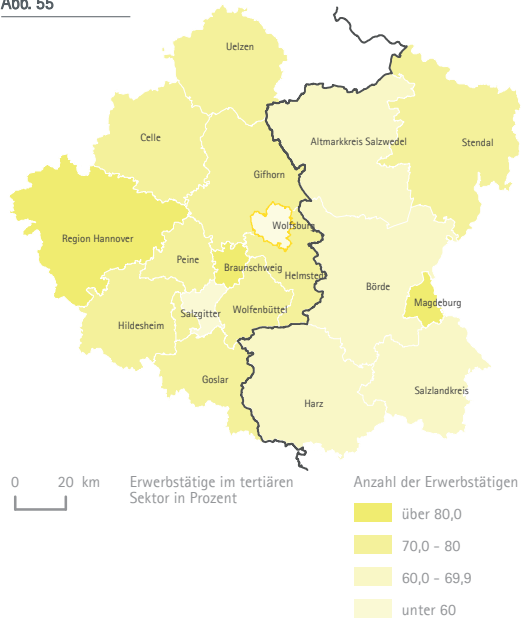 Abb. 55
Uelzen
Celle
Altmarkkreis Salzwedel
Stendal
Gifhorn
Wolfsburg
Region Hannover
Peine
Braunschweig
Helmstedt
Börde
Magdeburg
Salzgitter
Wolfenbüttel
Hildesheim
Goslar
Harz
Salzlandkreis
0 20 km
Erwerbstätige im tertiären
Sektor in Prozent
Anzahl der Erwerbstätigen
über 80,0
70,0 - 80
60,0 - 69,9
unter 60